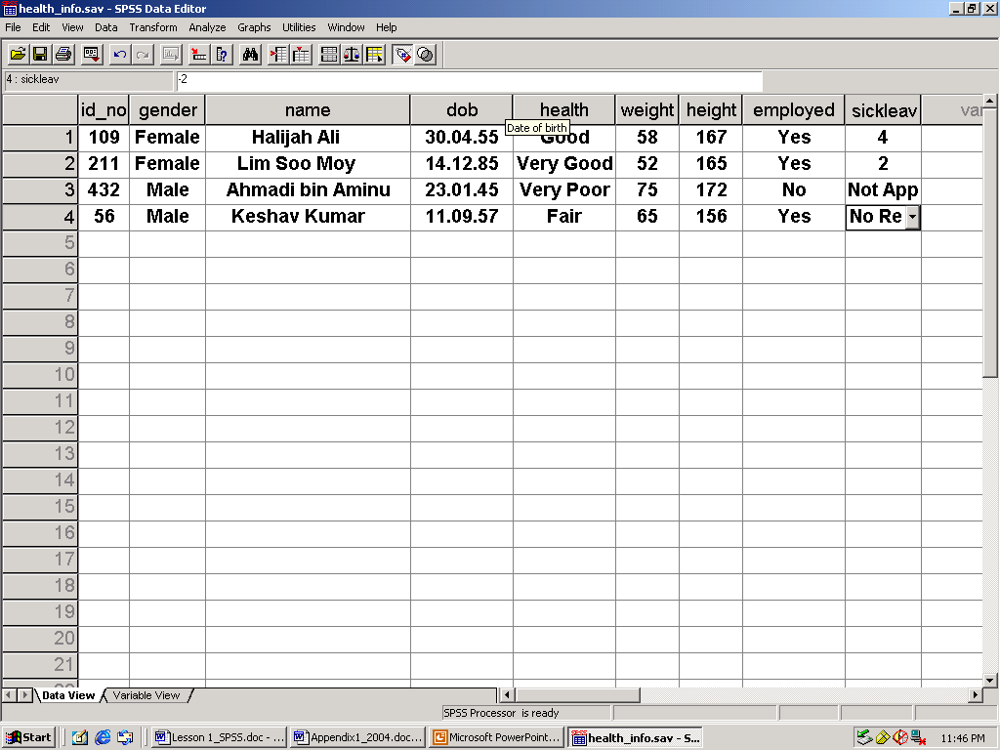 health_info.sav - SPSS Data Editor
File Edit View Data Transform Analyze Graphs Utilities Window Help
4 : sickleav -2
id_no gender name dob health weight height employed sickleav var
Date of birth
1 109 Female Halijah Ali 30.04.55 Good 58 167 Yes 4
2 211 Female Lim Soo Moy 14.12.85 Very Good 52 165 Yes 2
3 432 Male Ahmadi bin Aminu 23.01.45 Very Poor 75 172 No Not App
4 56 Male Keshav Kumar 11.09.57 Fair 65 156 Yes No Re
5
6
7
8
9
10
11
12
13
14
15
16
17
18
19
20
21
Data View Variable View
SPSS Processor is ready
Start Lesson 1_SPSS.doc - ... Appendix1_2004.doc... Microsoft PowerPoint... health_info.sav - S... 11:46 PM